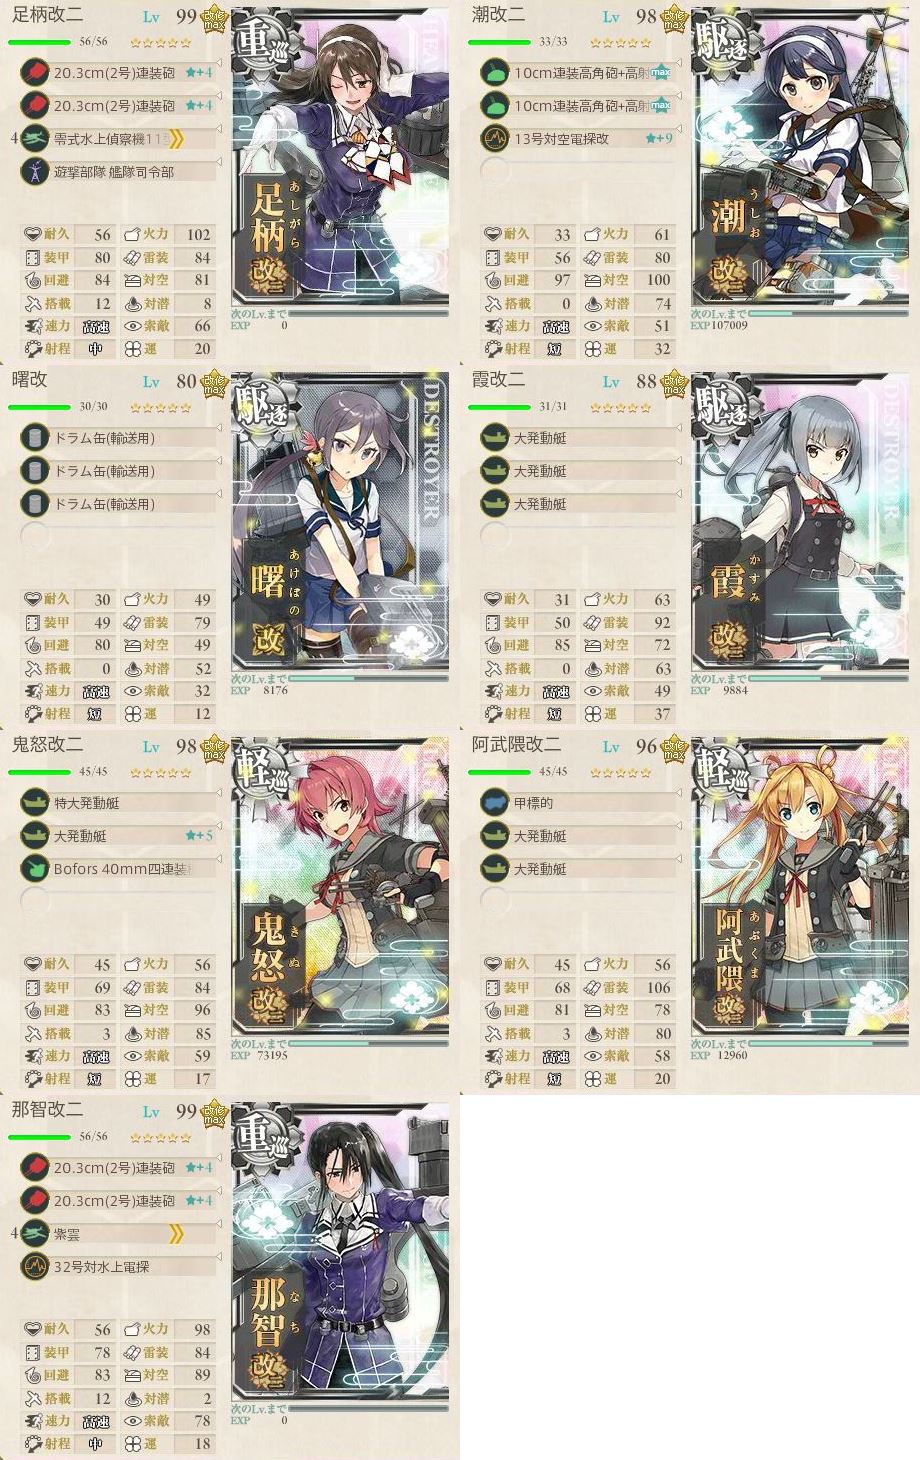 足柄改二 Lv 99 改修max
56/56
20.3cm(2号)連装砲 ★+4
20.3cm(2号)連装砲 ★+4
4 零式水上偵察機11
遊撃部隊 艦隊司令部
耐久 56 火力 102
装甲 80 雷装 84
回避 84 対空 81
搭載 12 対潜 8
速力 高速 索敵 66
射程 中 運 20
重巡
足柄
あしがら
改二
次のLv.まで
EXP 0
潮改二 Lv 98 改修max
33/33
10cm連装高角砲+高射 max
10cm連装高角砲+高射 max
13号対空電探改 ★+9
耐久 33 火力 61
装甲 56 雷装 80
回避 97 対空 100
搭載 0 対潜 74
速力 高速 索敵 51
射程 短 運 32
駆逐
潮
うしお
改二
次のLv.まで
EXP 107009
曙改 Lv 80 改修max
30/30
ドラム缶(輸送用)
ドラム缶(輸送用)
ドラム缶(輸送用)
耐久 30 火力 49
装甲 49 雷装 79
回避 80 対空 49
搭載 0 対潜 52
速力 高速 索敵 32
射程 短 運 12
駆逐
DESTROYER
曙
あけぼの
改
次のLv.まで
EXP 8176
霞改二 Lv 88 改修max
31/31
大発動艇
大発動艇
大発動艇
耐久 31 火力 63
装甲 50 雷装 92
回避 85 対空 72
搭載 0 対潜 63
速力 高速 索敵 49
射程 短 運 37
駆逐
DESTROYER
霞
かすみ
改二
次のLv.まで
EXP 9884
鬼怒改二 Lv 98 改修max
45/45
特大発動艇
大発動艇 ★+5
Bofors 40mm四連装
耐久 45 火力 56
装甲 69 雷装 84
回避 83 対空 96
搭載 3 対潜 85
速力 高速 索敵 59
射程 短 運 17
軽巡
鬼怒
きぬ
改二
次のLv.まで
EXP 73195
阿武隈改二 Lv 96 改修max
45/45
甲標的
大発動艇
大発動艇
耐久 45 火力 56
装甲 68 雷装 106
回避 81 対空 78
搭載 3 対潜 80
速力 高速 索敵 58
射程 短 運 20
軽巡
阿武隈
あぶくま
改二
次のLv.まで
EXP 12960
那智改二 Lv 99 改修max
56/56
20.3cm(2号)連装砲 ★+4
20.3cm(2号)連装砲 ★+4
4 紫雲
32号対水上電探
耐久 56 火力 98
装甲 78 雷装 84
回避 83 対空 89
搭載 12 対潜 2
速力 高速 索敵 78
射程 中 運 18
重巡
那智
なち
改二
次のLv.まで
EXP 0